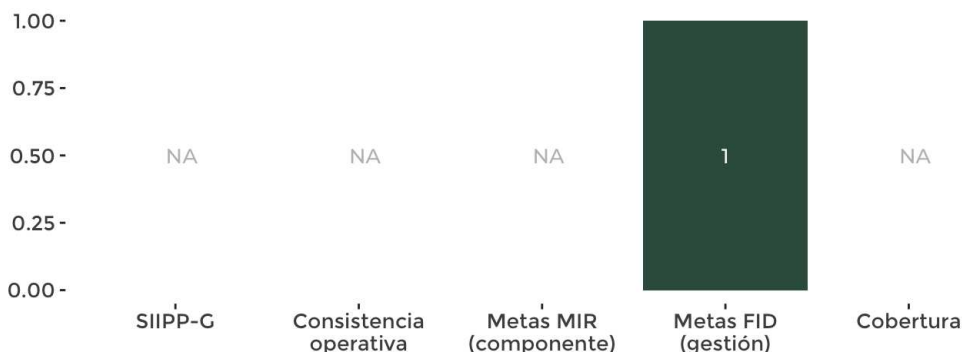 1.00
0.75
0.50
0.25
0.00
NA
NA
NA
1
NA
SIIPP-G
Consistencia
operativa
Metas MIR
(componente)
Metas FID
(gestión)
Cobertura